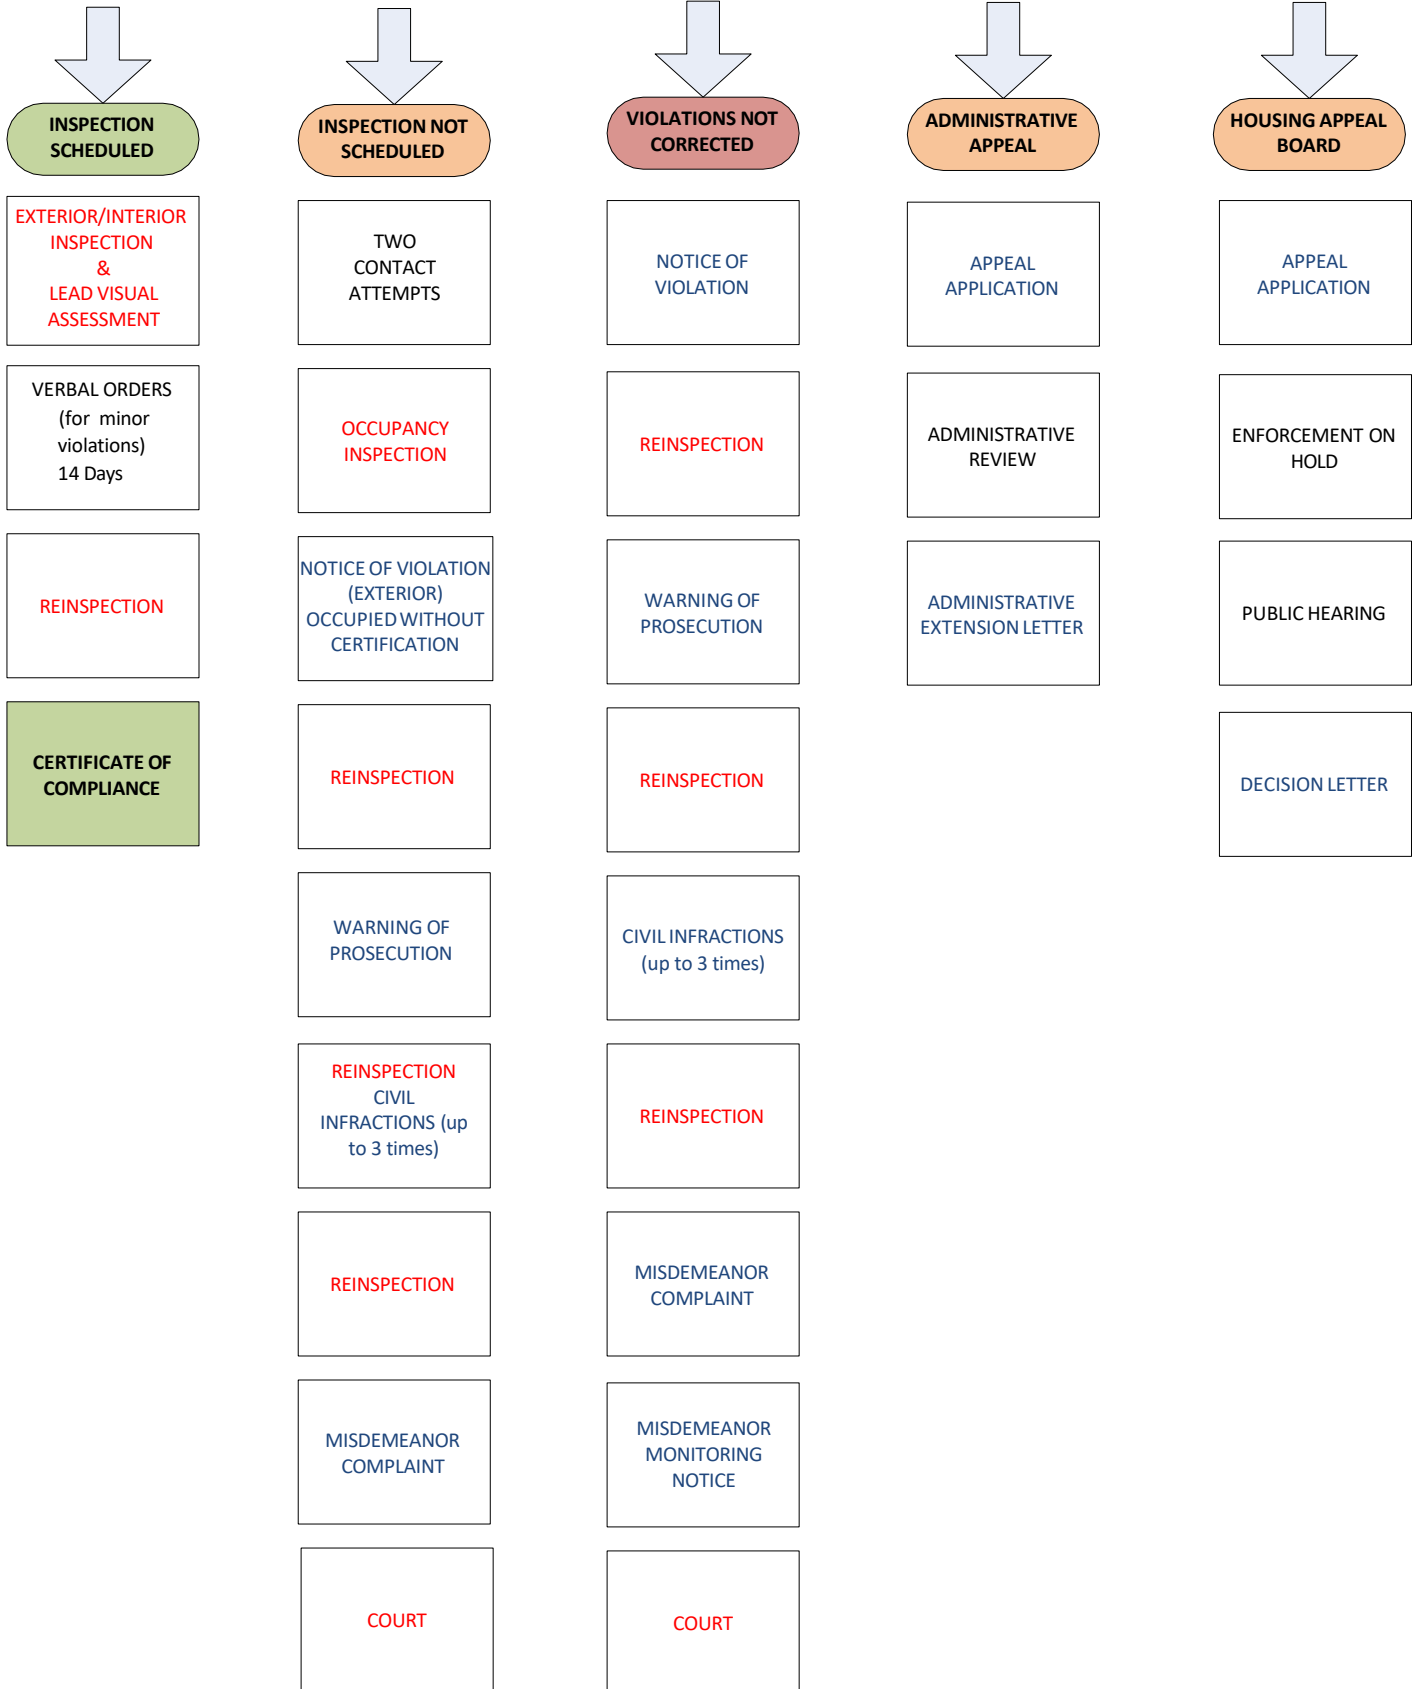 INSPECTION
SCHEDULED
EXTERIOR/INTERIOR
INSPECTION
&
LEAD VISUAL
ASSESSMENT
VERBAL ORDERS
(for minor
violations)
14 Days
REINSPECTION
CERTIFICATE OF
COMPLIANCE
INSPECTION NOT
SCHEDULED
TWO
CONTACT
ATTEMPTS
OCCUPANCY
INSPECTION
NOTICE OF VIOLATION
(EXTERIOR)
OCCUPIED WITHOUT
CERTIFICATION
REINSPECTION
WARNING OF
PROSECUTION
REINSPECTION
CIVIL
INFRACTIONS (up
to 3 times)
REINSPECTION
MISDEMEANOR
COMPLAINT
COURT
VIOLATIONS NOT
CORRECTED
NOTICE OF
VIOLATION
REINSPECTION
WARNING OF
PROSECUTION
REINSPECTION
CIVIL INFRACTIONS
(up to 3 times)
REINSPECTION
MISDEMEANOR
COMPLAINT
MISDEMEANOR
MONITORING
NOTICE
COURT
ADMINISTRATIVE
APPEAL
APPEAL
APPLICATION
ADMINISTRATIVE
REVIEW
ADMINISTRATIVE
EXTENSION LETTER
HOUSING APPEAL
BOARD
APPEAL
APPLICATION
ENFORCEMENT ON
HOLD
PUBLIC HEARING
DECISION LETTER